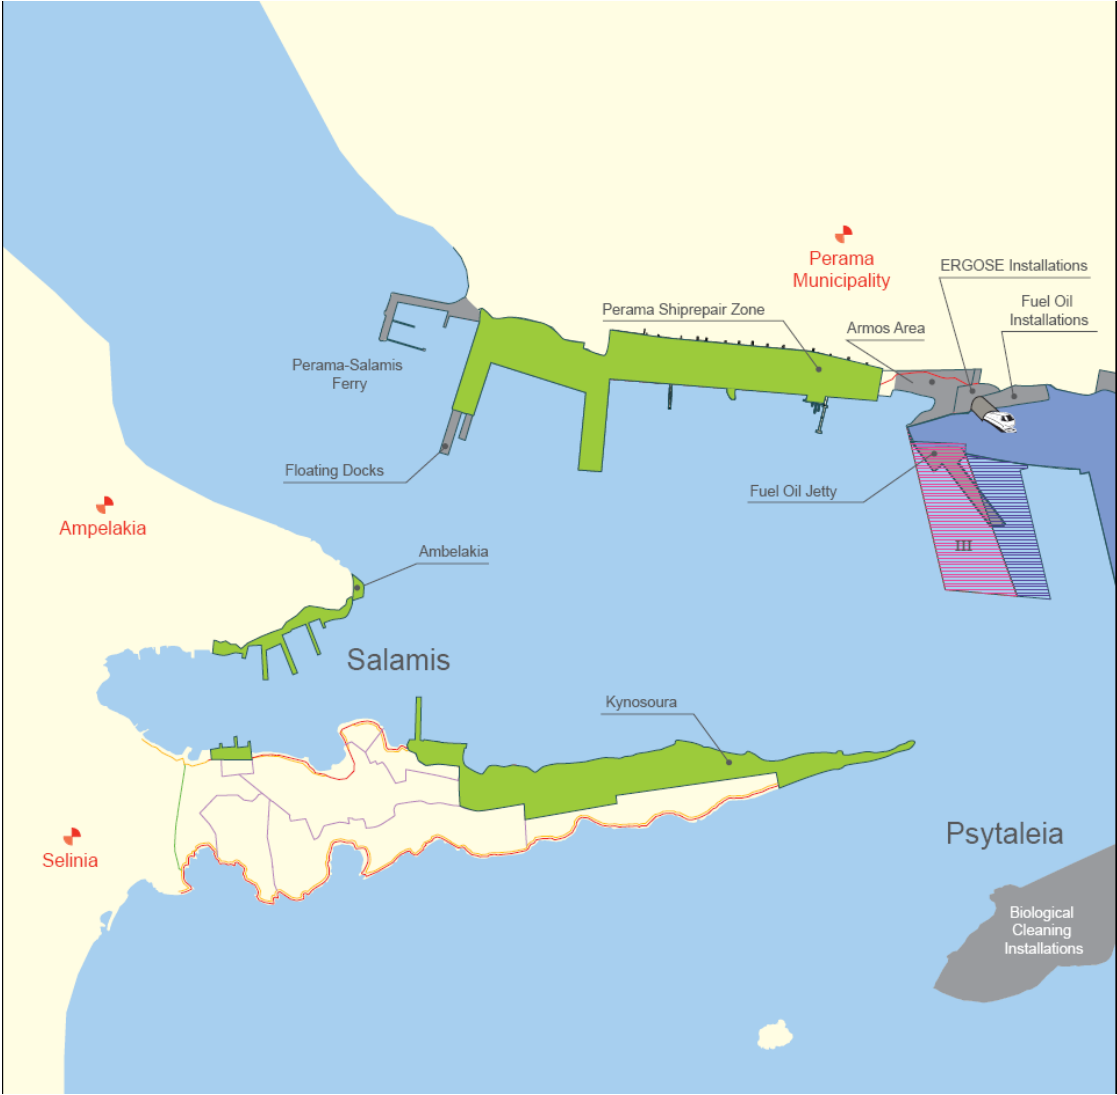 Perama
Municipality
ERGOSE Installations
Fuel Oil
Installations
Perama Shiprepair Zone
Armos Area
Perama-Salamis
Ferry
Floating Docks
Fuel Oil Jetty
Ampelakia
Ambelakia
III
Salamis
Kynosoura
Selinia
Psytaleia
Biological
Cleaning
Installations